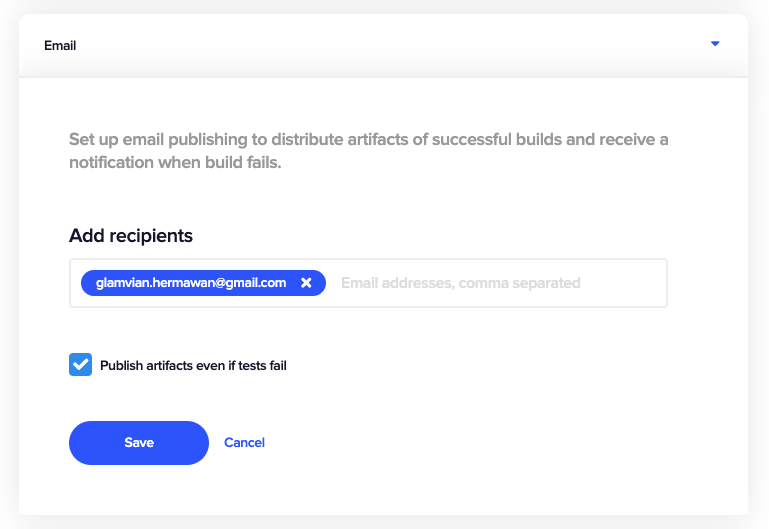 Email
Set up email publishing to distribute artifacts of successful builds and receive a
notification when build fails.
Add recipients
glamvian.hermawan@gmail.com Email addresses, comma separated
Publish artifacts even if tests fail
Save Cancel